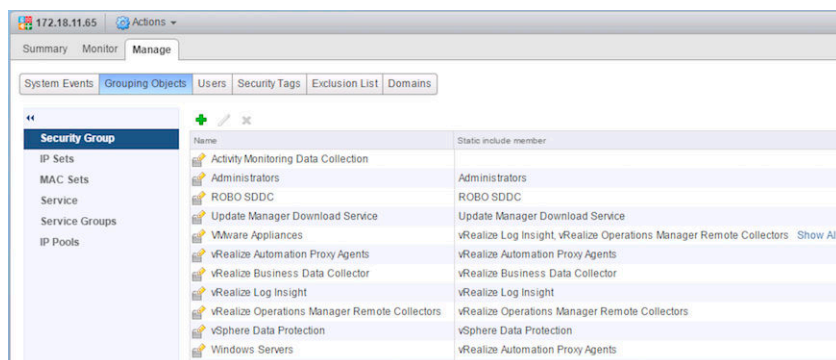 172.18.11.65 Actions
Summary Monitor Manage
System Events Grouping Objects Users Security Tags Exclusion List Domains
Security Group
IP Sets
MAC Sets
Service
Service Groups
IP Pools
Name Static include member
Activity Monitoring Data Collection
Administrators Administrators
ROBO SDDC ROBO SDDC
Update Manager Download Service Update Manager Download Service
VMware Appliances vRealize Log Insight, vRealize Operations Manager Remote Collectors Show Al
vRealize Automation Proxy Agents vRealize Automation Proxy Agents
vRealize Business Data Collector vRealize Business Data Collector
vRealize Log Insight vRealize Log Insight
vRealize Operations Manager Remote Collectors vRealize Operations Manager Remote Collectors
vSphere Data Protection vSphere Data Protection
Windows Servers vRealize Automation Proxy Agents